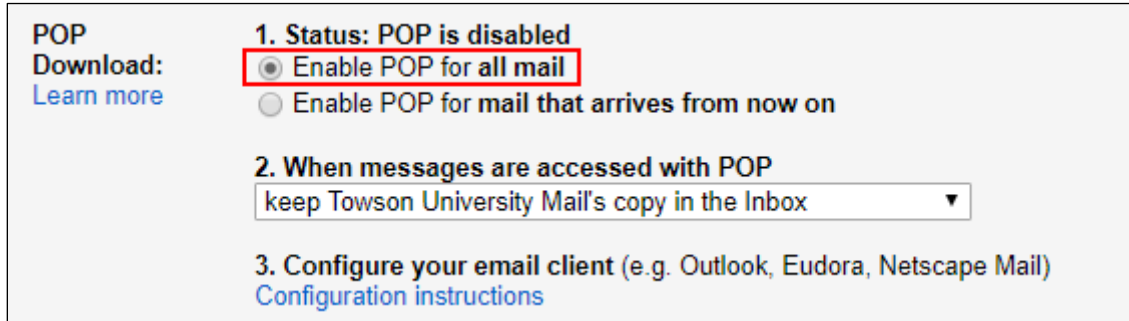 POP Download:
Learn more
1. Status: POP is disabled
Enable POP for all mail
Enable POP for mail that arrives from now on
2. When messages are accessed with POP
keep Towson University Mail's copy in the Inbox
3. Configure your email client (e.g. Outlook, Eudora, Netscape Mail)
Configuration instructions